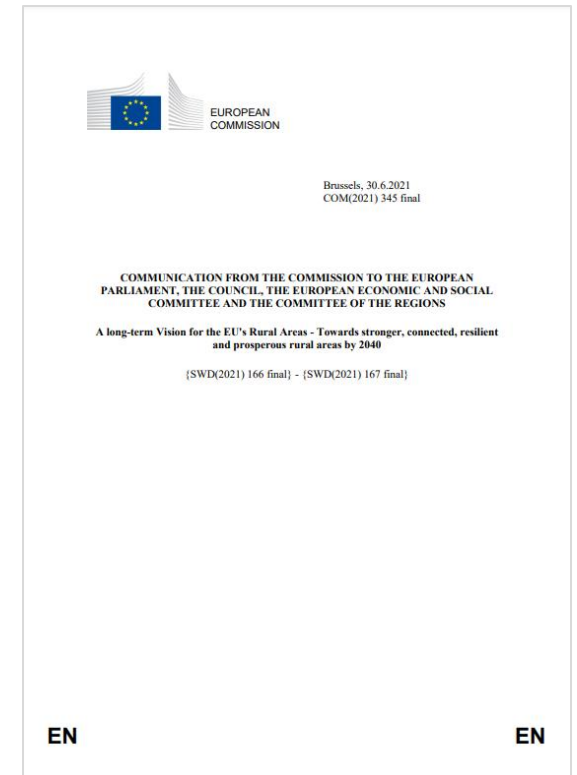 EUROPEAN
COMMISSION
Brussels, 30.6.2021
COM(2021) 345 final
COMMUNICATION FROM THE COMMISSION TO THE EUROPEAN
PARLIAMENT, THE COUNCIL, THE EUROPEAN ECONOMIC AND SOCIAL
COMMITTEE AND THE COMMITTEE OF THE REGIONS
A long-term Vision for the EU's Rural Areas - Towards stronger, connected, resilient
and prosperous rural areas by 2040
{SWD(2021) 166 final} - {SWD(2021) 167 final}
EN EN